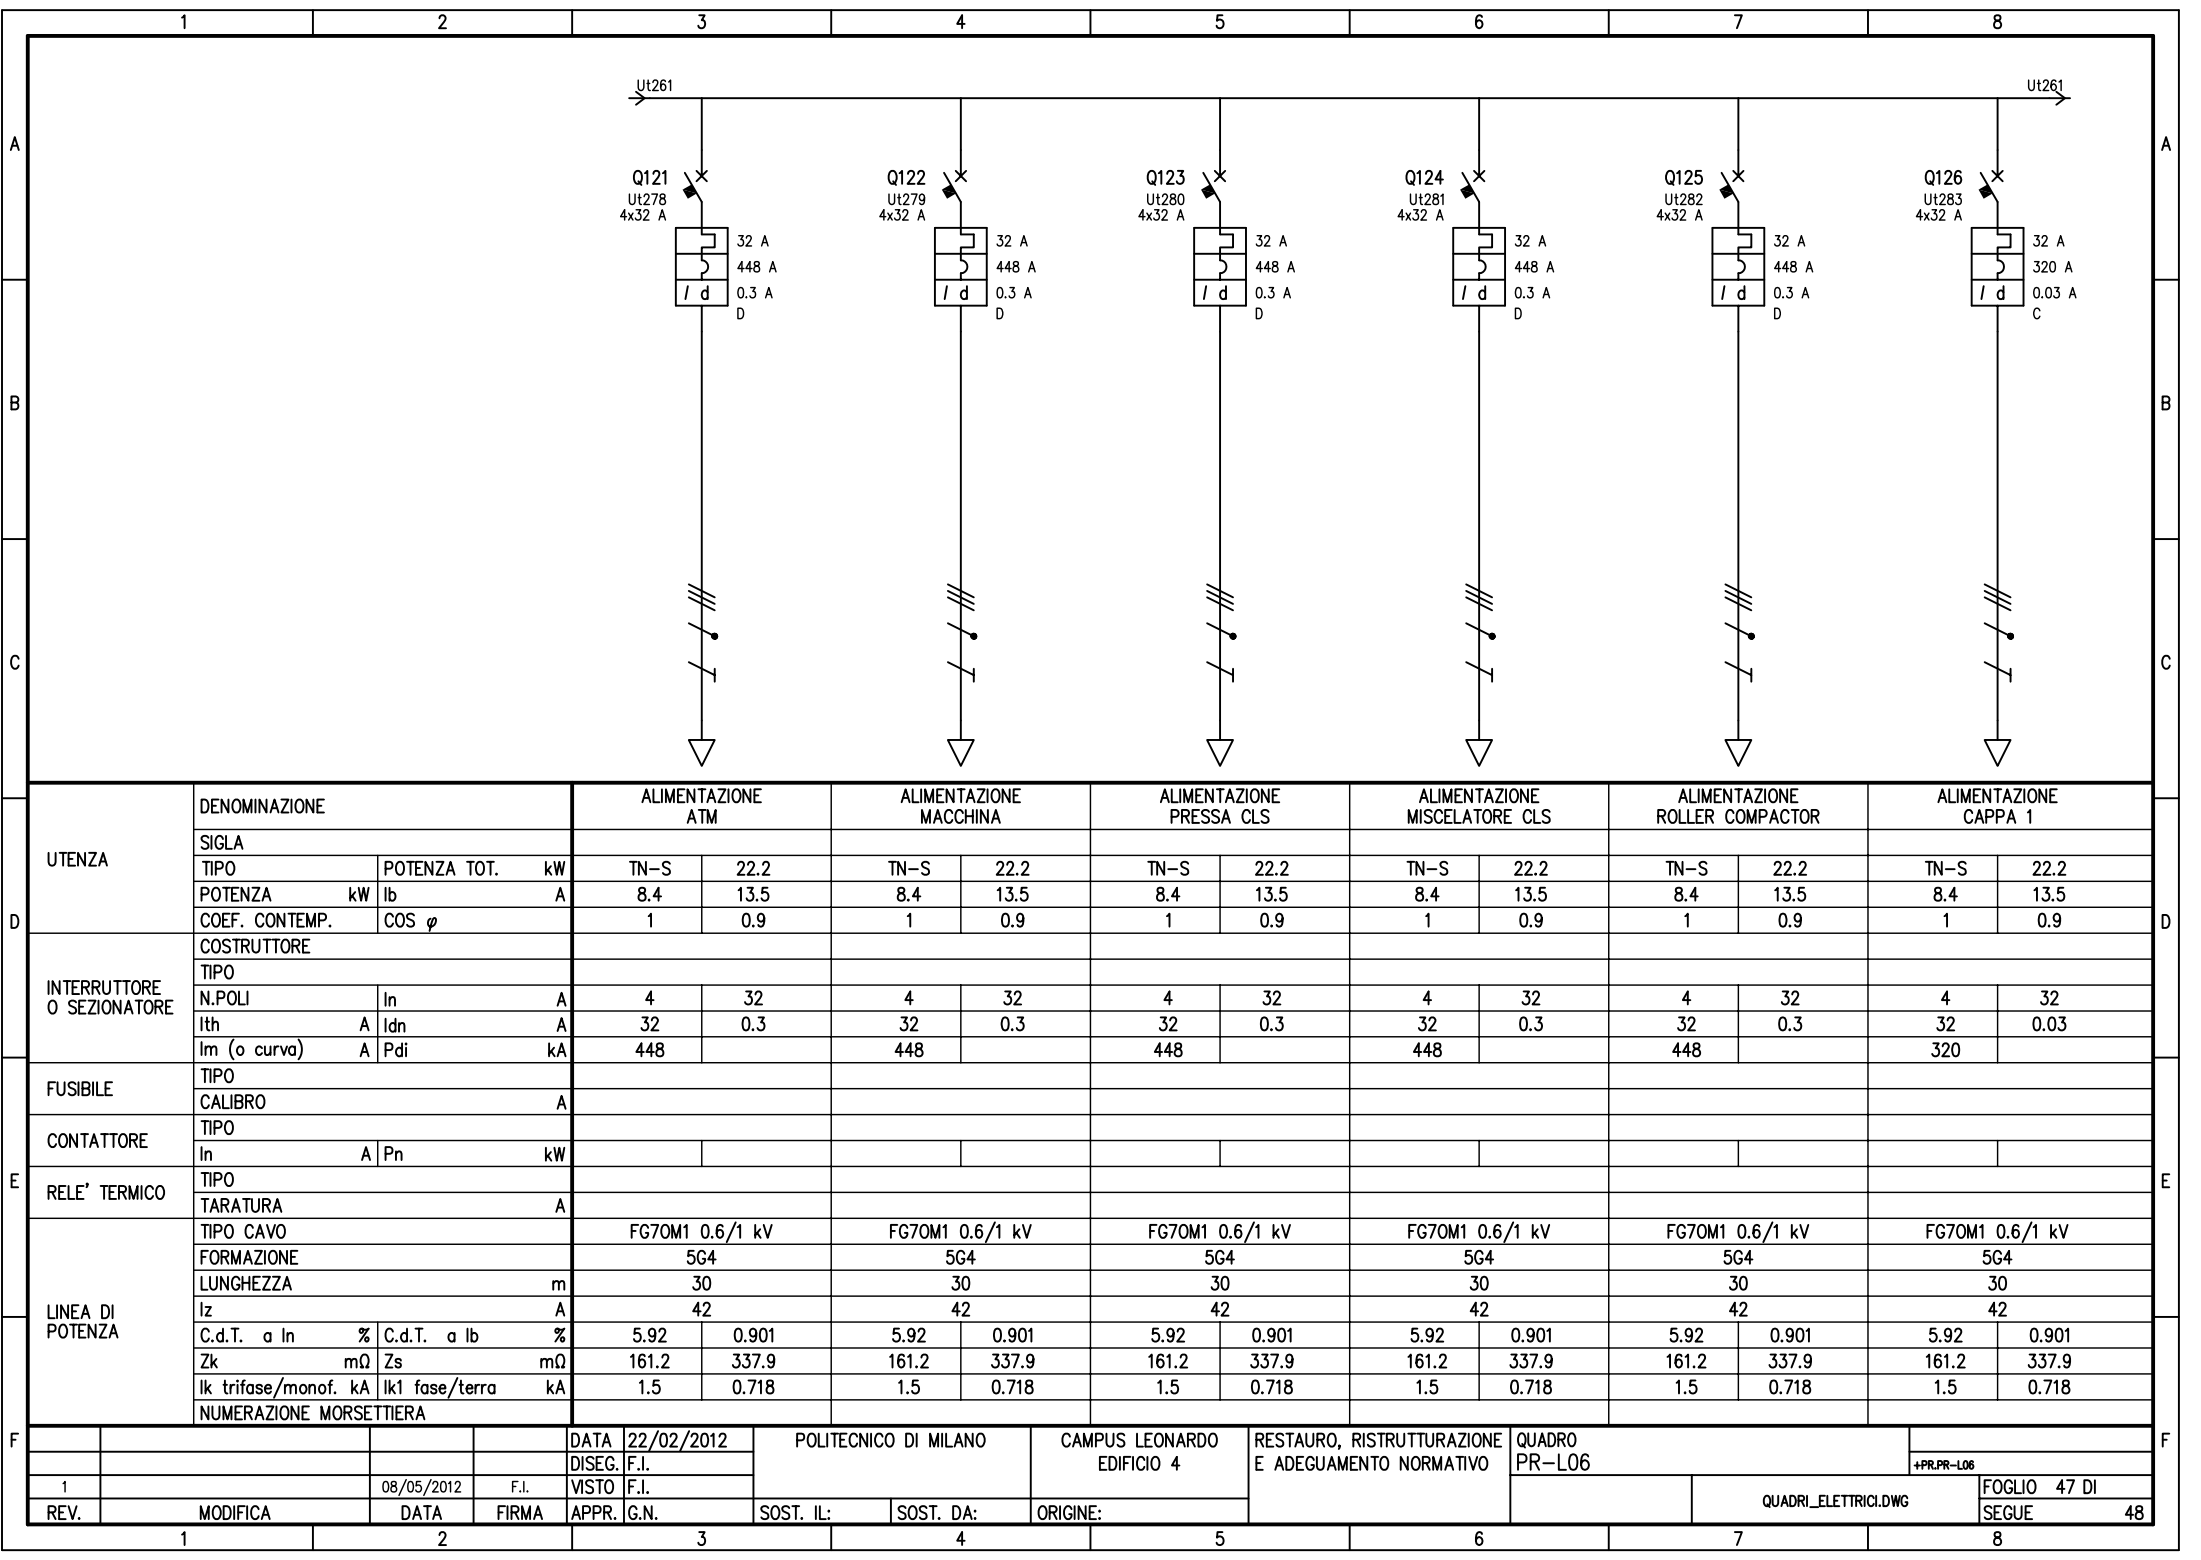 1 2 3 4 5 6 7 8
Ut261 Ut261
A A
Q121 Q122 Q123 Q124 Q125 Q126
Ut278 Ut279 Ut280 Ut281 Ut282 Ut283
4x32 A 4x32 A 4x32 A 4x32 A 4x32 A 4x32 A
32 A 32 A 32 A 32 A 32 A 32 A
448 A 448 A 448 A 448 A 448 A 320 A
I d 0.3 A I d 0.3 A I d 0.3 A I d 0.3 A I d 0.3 A I d 0.03 A
D D D D D C
B B
C C
UTENZA
DENOMINAZIONE ALIMENTAZIONE ATM ALIMENTAZIONE MACCHINA ALIMENTAZIONE PRESSA CLS ALIMENTAZIONE MISCELATORE CLS ALIMENTAZIONE ROLLER COMPACTOR ALIMENTAZIONE CAPPA 1
SIGLA
TIPO POTENZA TOT. kW TN-S 22.2 TN-S 22.2 TN-S 22.2 TN-S 22.2 TN-S 22.2 TN-S 22.2
POTENZA kW Ib A 8.4 13.5 8.4 13.5 8.4 13.5 8.4 13.5 8.4 13.5 8.4 13.5
D COEF. CONTEMP. COS φ 1 0.9 1 0.9 1 0.9 1 0.9 1 0.9 1 0.9 D
INTERRUTTORE
O SEZIONATORE
COSTRUTTORE
TIPO
N.POLI In A 4 32 4 32 4 32 4 32 4 32 4 32
Ith A Idn A 32 0.3 32 0.3 32 0.3 32 0.3 32 0.3 32 0.03
Im (o curva) A Pdi kA 448 448 448 448 448 320
FUSIBILE
TIPO
CALIBRO A
CONTATTORE
TIPO
In A Pn kW
E RELE' TERMICO E
TIPO
TARATURA A
LINEA DI
POTENZA
TIPO CAVO FG7OM1 0.6/1 kV FG7OM1 0.6/1 kV FG7OM1 0.6/1 kV FG7OM1 0.6/1 kV FG7OM1 0.6/1 kV FG7OM1 0.6/1 kV
FORMAZIONE 5G4 5G4 5G4 5G4 5G4 5G4
LUNGHEZZA m 30 30 30 30 30 30
Iz A 42 42 42 42 42 42
C.d.T. a In % C.d.T. a Ib % 5.92 0.901 5.92 0.901 5.92 0.901 5.92 0.901 5.92 0.901 5.92 0.901
Zk mΩ Zs mΩ 161.2 337.9 161.2 337.9 161.2 337.9 161.2 337.9 161.2 337.9 161.2 337.9
Ik trifase/monof. kA Ik1 fase/terra kA 1.5 0.718 1.5 0.718 1.5 0.718 1.5 0.718 1.5 0.718 1.5 0.718
NUMERAZIONE MORSETTIERA
F DATA 22/02/2012 POLITECNICO DI MILANO CAMPUS LEONARDO RESTAURO, RISTRUTTURAZIONE QUADRO F
DISEG. F.I. EDIFICIO 4 E ADEGUAMENTO NORMATIVO PR-L06 +PR.PR-L06
1 08/05/2012 F.I. VISTO F.I. QUADRI_ELETTRICI.DWG FOGLIO 47 DI
REV. MODIFICA DATA FIRMA APPR. G.N. SOST. IL: SOST. DA: ORIGINE: SEGUE 48
1 2 3 4 5 6 7 8